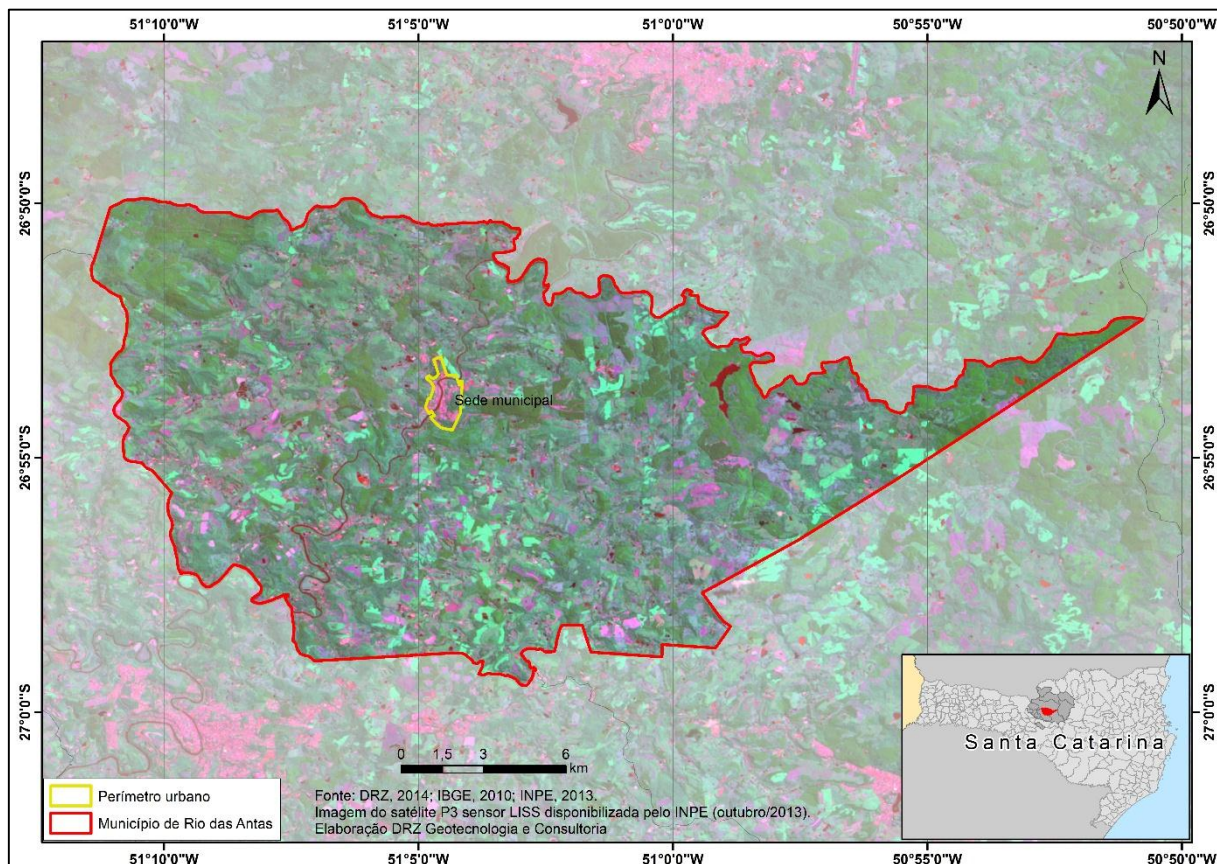 51°10'0"W
51°5'0"W
51°0'0"W
50°55'0"W
50°50'0"W
N
26°50'0"S
26°50'0"S
Sede municipal
26°55'0"S
26°55'0"S
27°0'0"S
27°0'0"S
Santa Catarina
0 1,5 3 6
km
Perímetro urbano
Município de Rio das Antas
Fonte: DRZ, 2014; IBGE, 2010; INPE, 2013.
Imagem do satélite P3 sensor LISS disponibilizada pelo INPE (outubro/2013).
Elaboração DRZ Geotecnologia e Consultoria
51°10'0"W
51°5'0"W
51°0'0"W
50°55'0"W
50°50'0"W